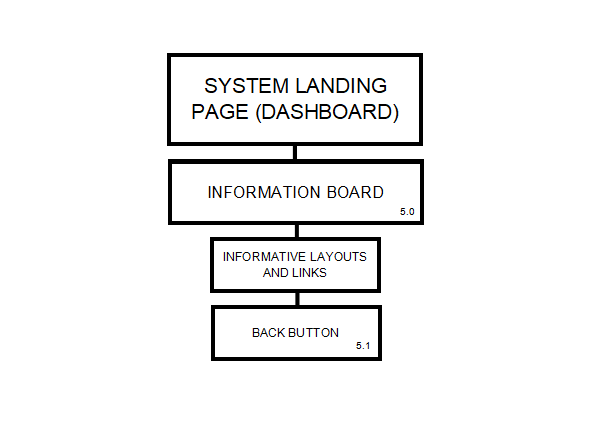 SYSTEM LANDING
PAGE (DASHBOARD)
INFORMATION BOARD
5.0
INFORMATIVE LAYOUTS
AND LINKS
BACK BUTTON
5.1